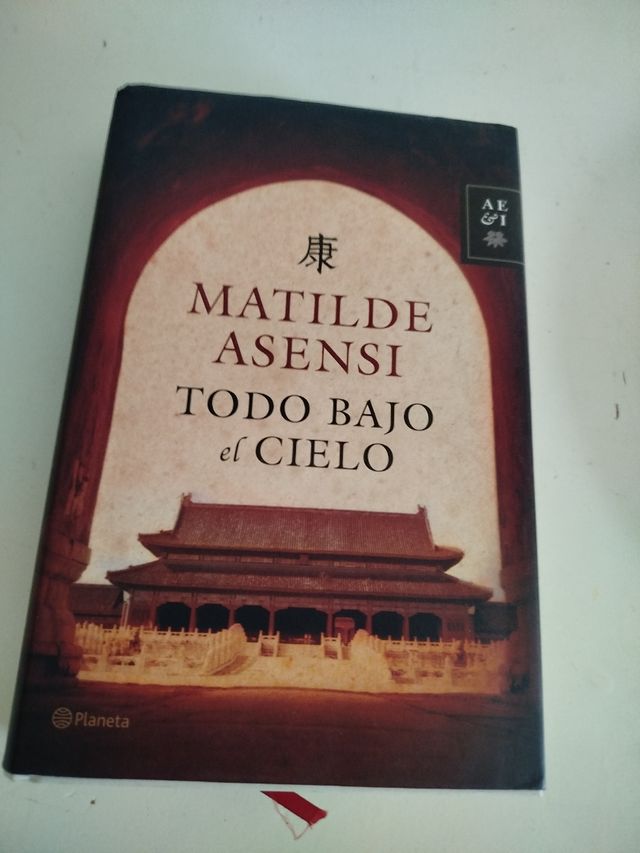 AE
&I
康
MATILDE
ASENSI
TODO BAJO
el CIELO
Planeta